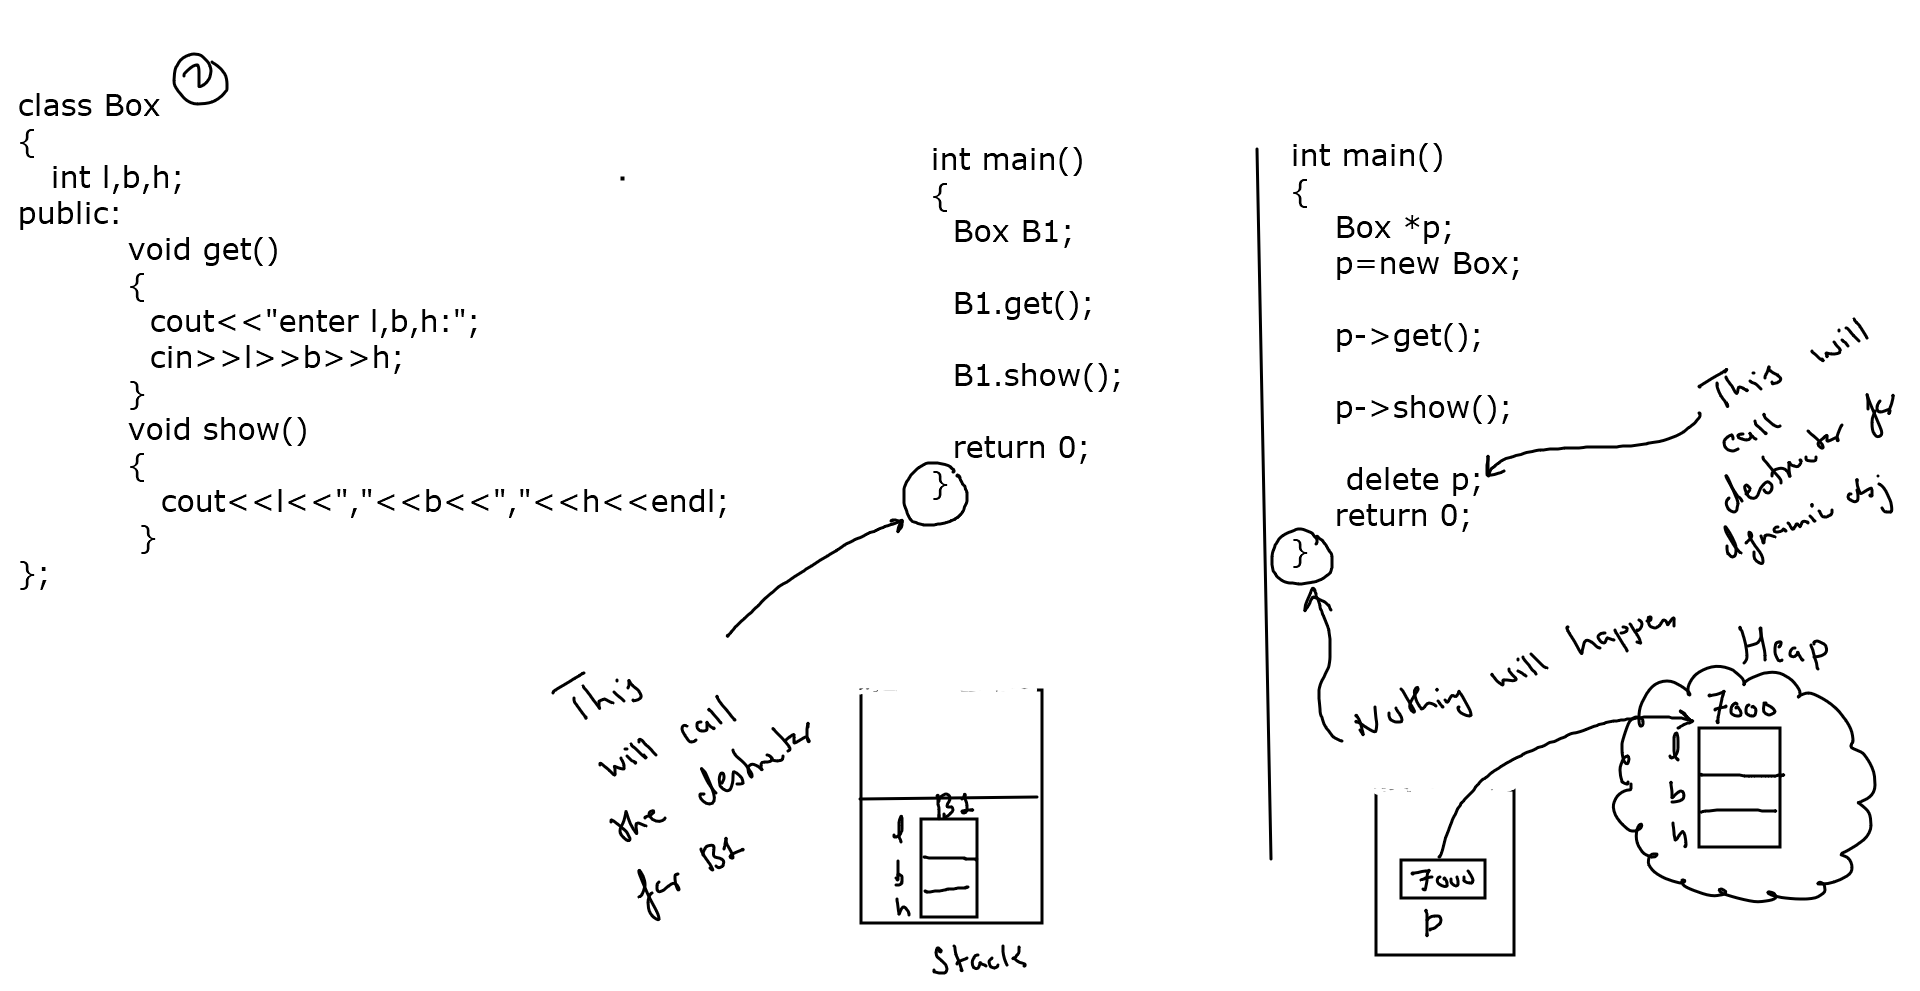 2
class Box
{
int l,b,h;
public:
void get()
{
cout<<"enter l,b,h:";
cin>>l>>b>>h;
}
void show()
{
cout<<l<<","<<b<<","<<h<<endl;
}
};
int main()
{
Box B1;
B1.get();
B1.show();
return 0;
}
This
will call
the destructor
for B1
B1
l
b
h
Stack
int main()
{
Box *p;
p=new Box;
p->get();
p->show();
delete p;
return 0;
}
This will
call
destructor for
dynamic obj
Nothing will happen
Heap
7000
l
b
h
7000
p